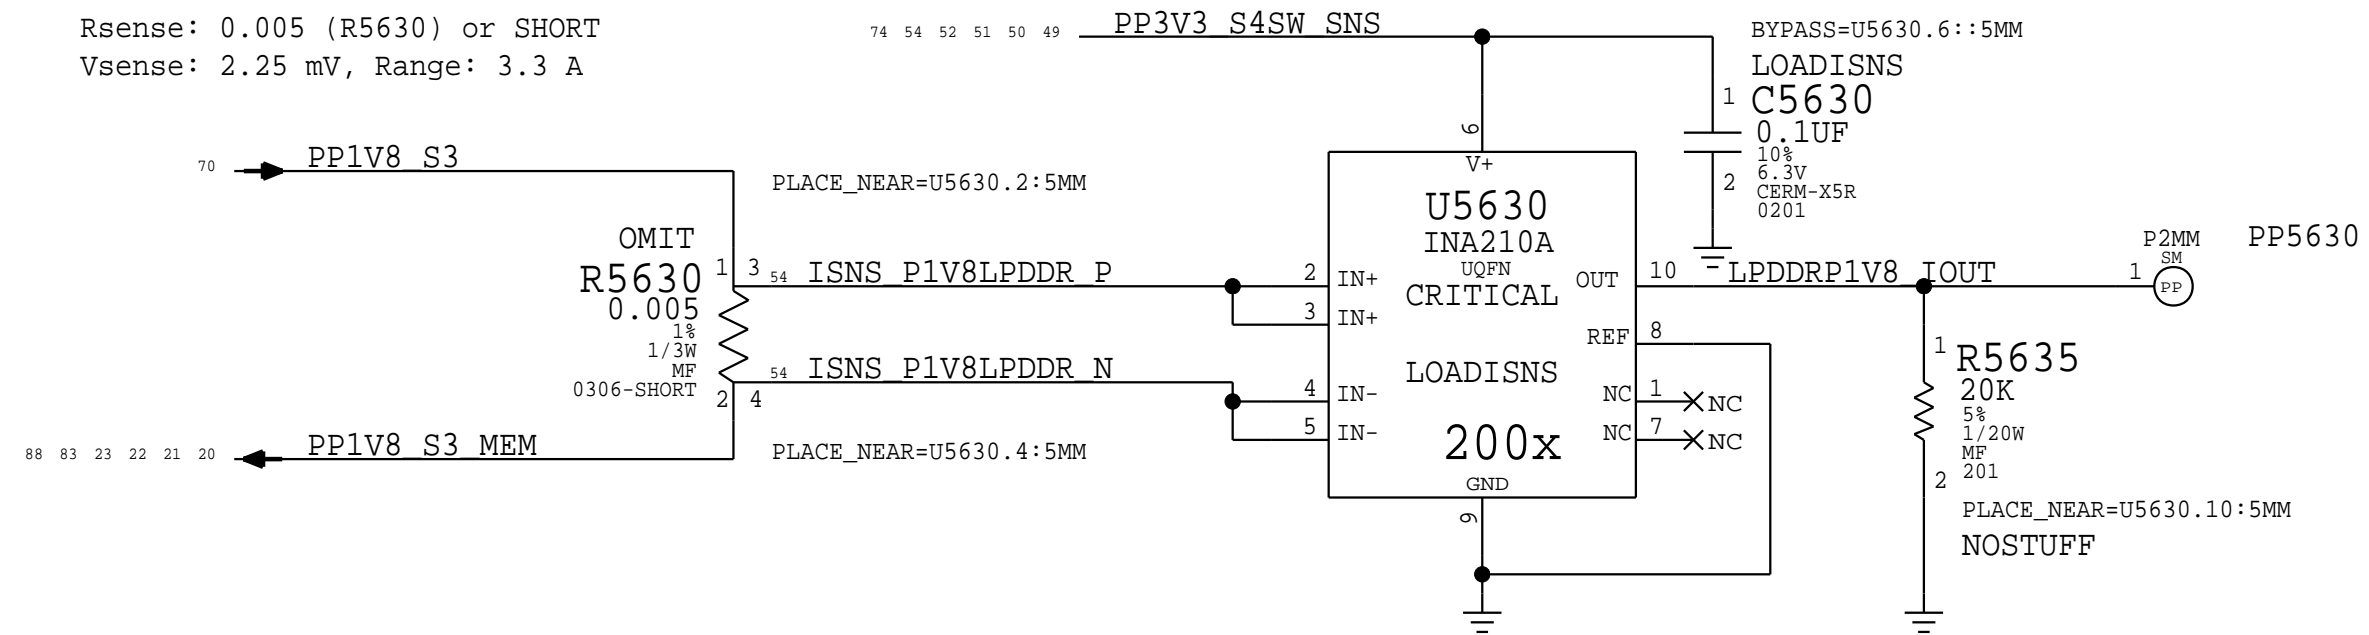 Rsense: 0.005 (R5630) or SHORT
Vsense: 2.25 mV, Range: 3.3 A
74 54 52 51 50 49
PP3V3_S4SW_SNS
BYPASS=U5630.6::5MM
LOADISNS
1
C5630
0.1UF
10%
6.3V
2
CERM-X5R
0201
70
PP1V8_S3
PLACE_NEAR=U5630.2:5MM
OMIT
R5630
0.005
1%
1/3W
MF
0306-SHORT
1 3
2 4
54
ISNS_P1V8LPDDR_P
54
ISNS_P1V8LPDDR_N
88 83 23 22 21 20
PP1V8_S3_MEM
PLACE_NEAR=U5630.4:5MM
6
V+
U5630
INA210A
UQFN
CRITICAL
LOADISNS
200x
GND
9
2 IN+
3 IN+
4 IN-
5 IN-
OUT 10
REF 8
NC 1 NC
NC 7 NC
LPDDRP1V8_IOUT
P2MM
SM
1
PP
PP5630
1
R5635
20K
5%
1/20W
MF
201
2
PLACE_NEAR=U5630.10:5MM
NOSTUFF